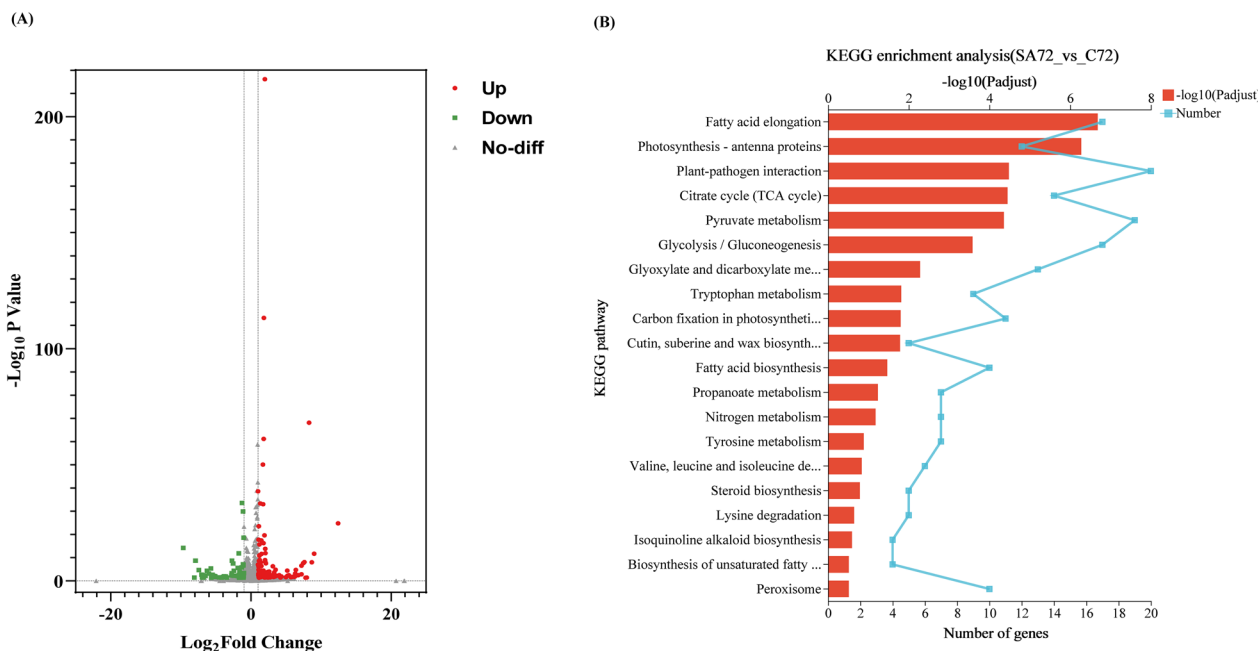 (A)
200
100
0
-20
0
20
-Log10 P Value
Log2Fold Change
Up
Down
No-diff
(B)
KEGG enrichment analysis(SA72_vs_C72)
-log10(Padjust)
0 2 4 6 8
-log10(Padjust)
Number
Fatty acid elongation
Photosynthesis - antenna proteins
Plant-pathogen interaction
Citrate cycle (TCA cycle)
Pyruvate metabolism
Glycolysis / Gluconeogenesis
Glyoxylate and dicarboxylate me...
Tryptophan metabolism
Carbon fixation in photosyntheti...
Cutin, suberine and wax biosynth...
Fatty acid biosynthesis
Propanoate metabolism
Nitrogen metabolism
Tyrosine metabolism
Valine, leucine and isoleucine de...
Steroid biosynthesis
Lysine degradation
Isoquinoline alkaloid biosynthesis
Biosynthesis of unsaturated fatty ...
Peroxisome
KEGG pathway
0 2 4 6 8 10 12 14 16 18 20
Number of genes